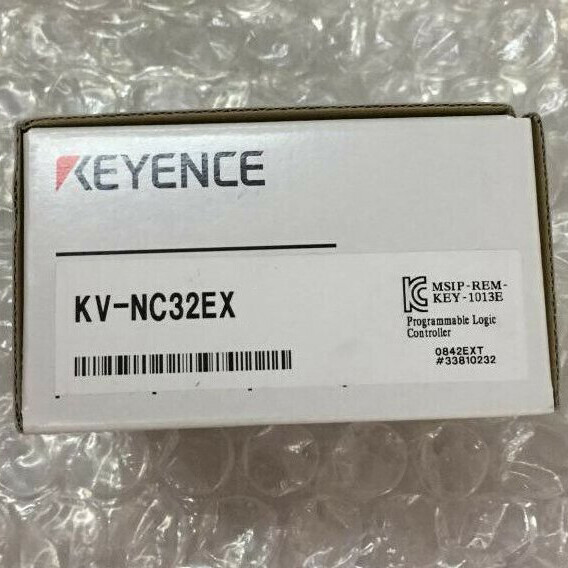 KEYENCE
KV-NC32EX
MSIP-REM-
KEY-1013E
Programmable Logic
Controller
0842EXT
#33810232